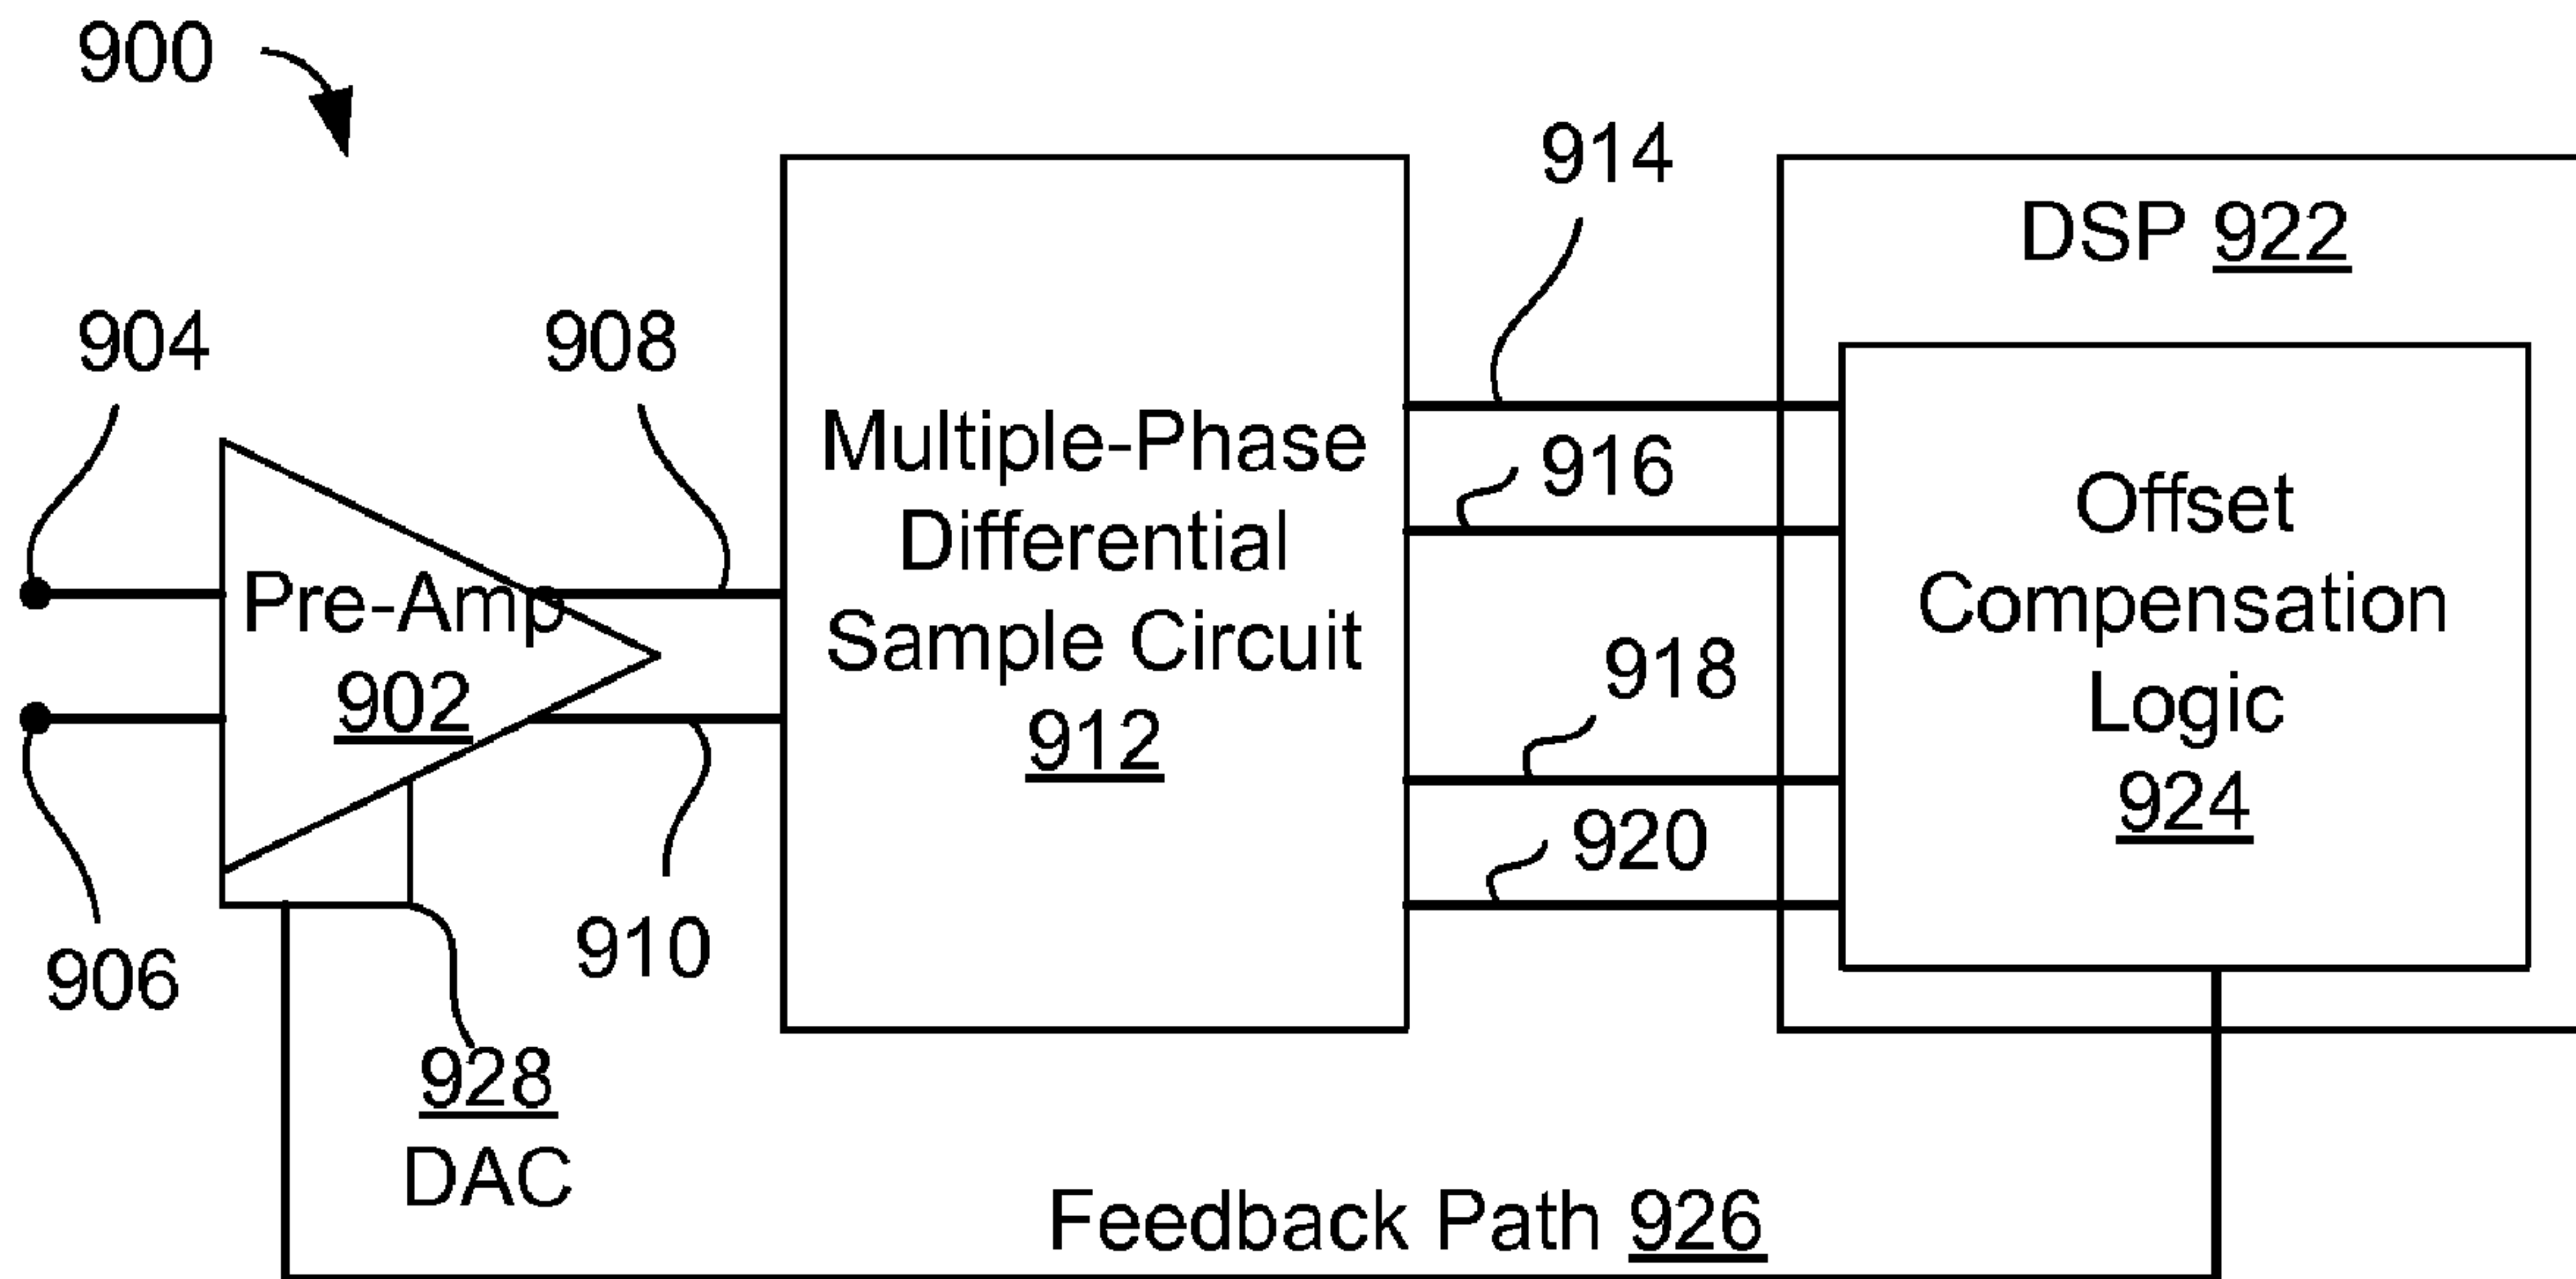 900
914
DSP 922
904
908
Multiple-Phase
Differential
Sample Circuit
912
916
Offset
Compensation
Logic
924
Pre-Amp
902
918
920
906
910
928
DAC
Feedback Path 926